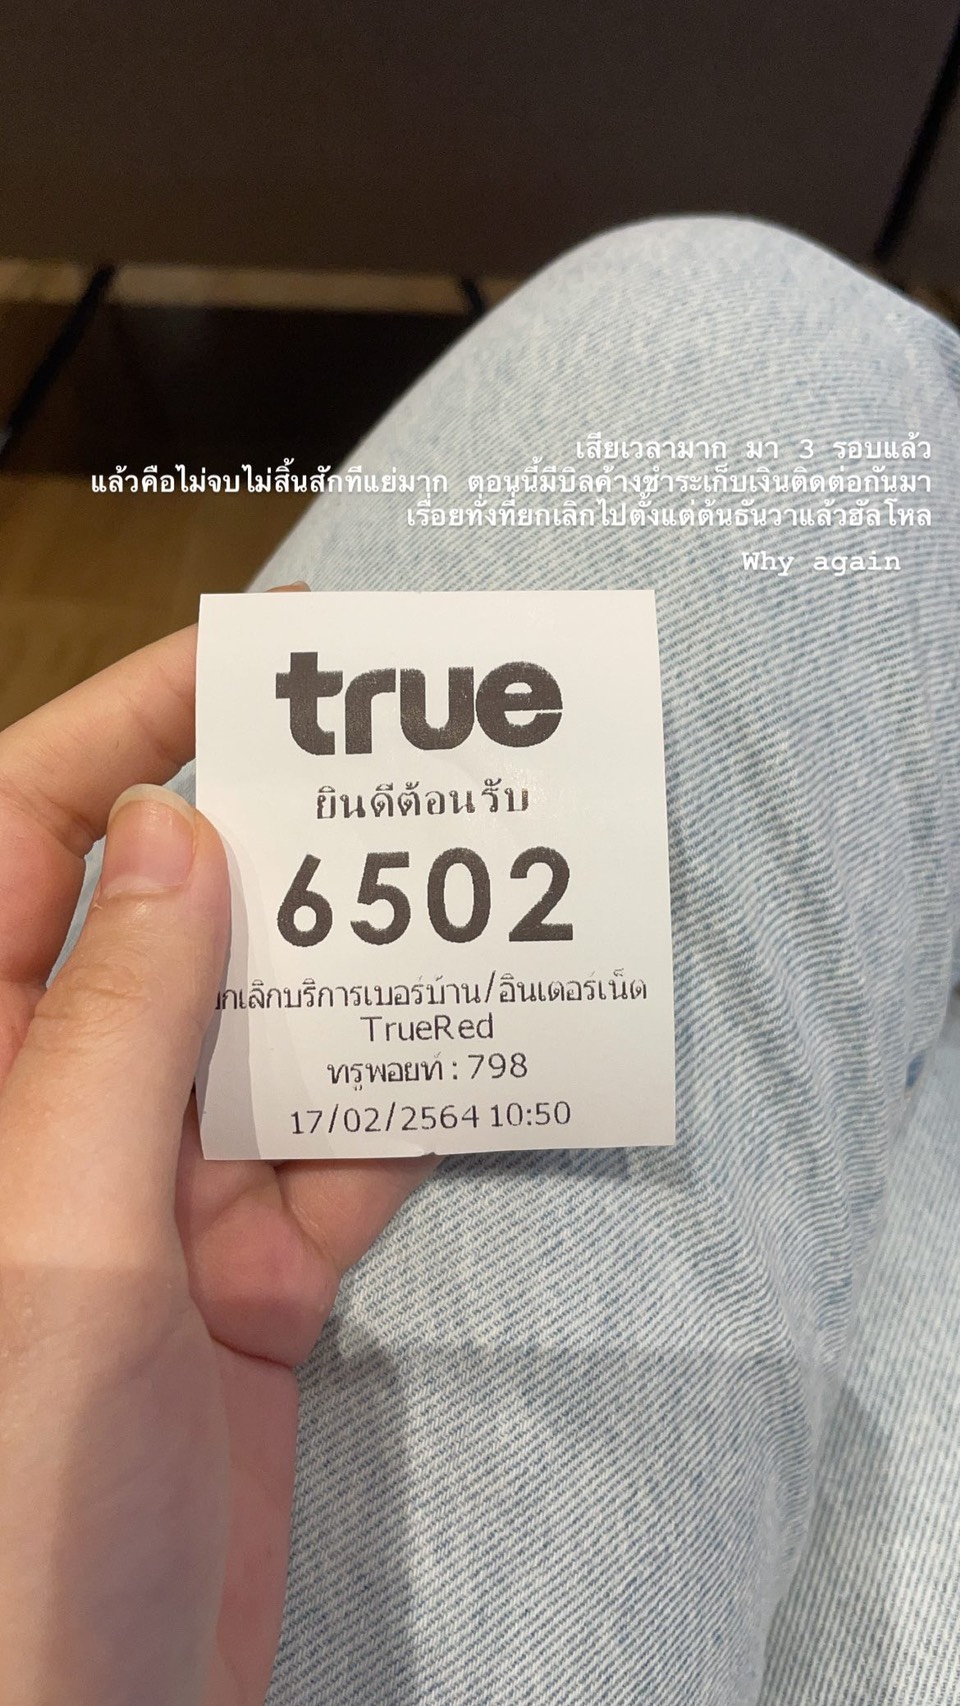 เสียเวลามาก มา 3 รอบแล้ว
แล้วคือไม่จบไม่สิ้นสักทีแย่มาก ตอนนี้มีบิลค้างชำระเก็บเงินติดต่อกันมา
เรื่อยทั่งที่ยกเลิกไปตั้งแต่ต้นธันวาแล้วฮัลโหล
Why again
true
ยินดีต้อนรับ
6502
ยกเลิกบริการเบอร์บ้าน/อินเตอร์เน็ต
TrueRed
ทรูพอยท์ : 798
17/02/2564 10:50